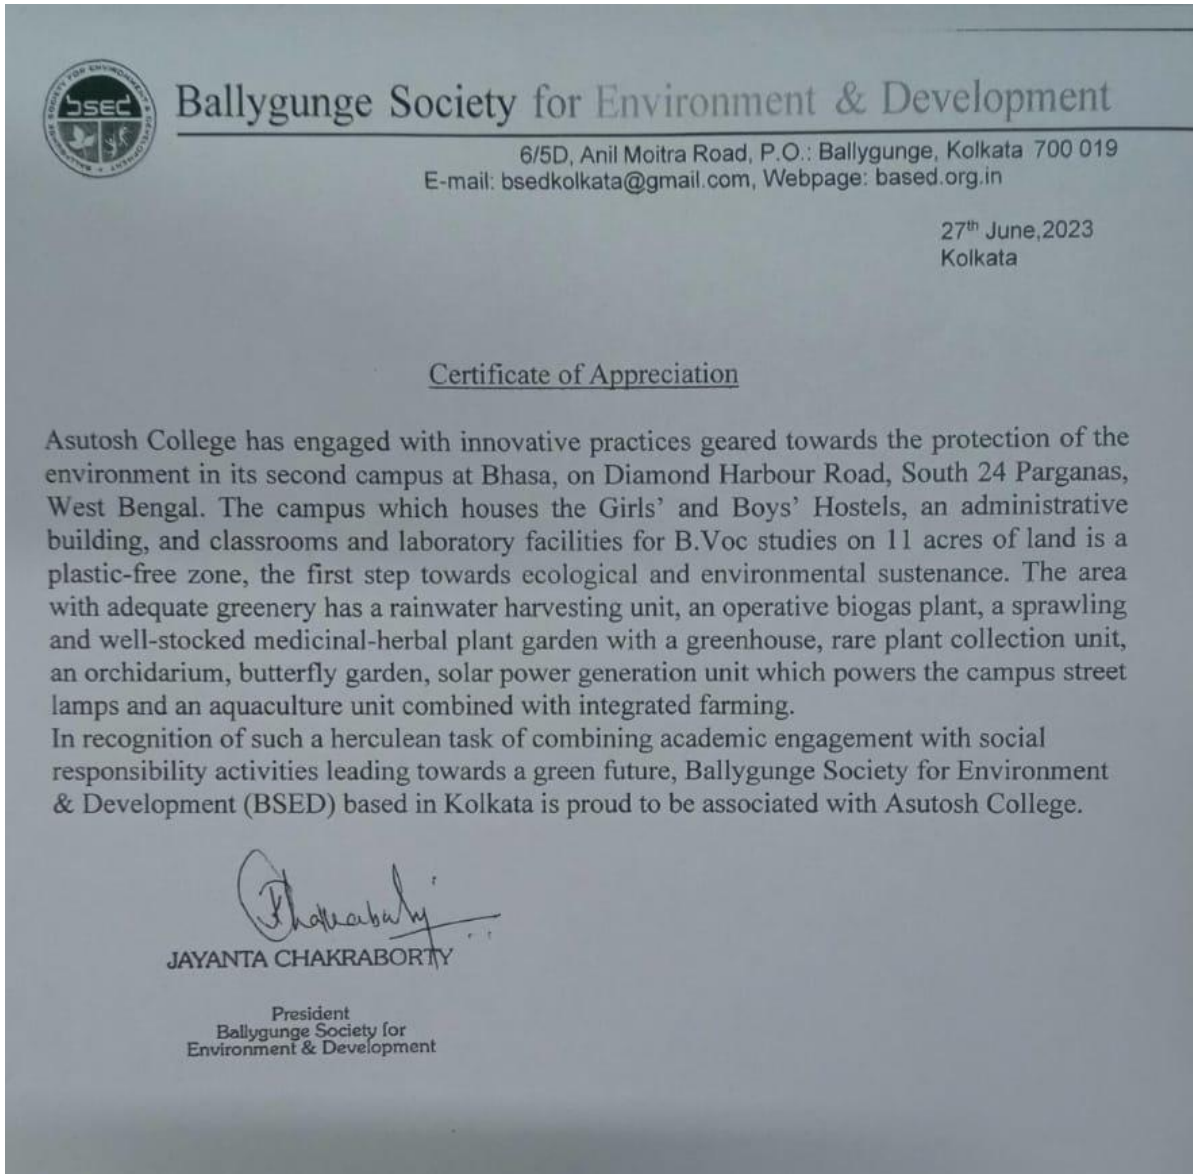 BALLYGUNGE SOCIETY FOR ENVIRONMENT & DEVELOPMENT
bsed
Ballygunge Society for Environment & Development
6/5D, Anil Moitra Road, P.O.: Ballygunge, Kolkata 700 019
E-mail: bsedkolkata@gmail.com, Webpage: based.org.in
27th June,2023
Kolkata
Certificate of Appreciation
Asutosh College has engaged with innovative practices geared towards the protection of the
environment in its second campus at Bhasa, on Diamond Harbour Road, South 24 Parganas,
West Bengal. The campus which houses the Girls' and Boys' Hostels, an administrative
building, and classrooms and laboratory facilities for B.Voc studies on 11 acres of land is a
plastic-free zone, the first step towards ecological and environmental sustenance. The area
with adequate greenery has a rainwater harvesting unit, an operative biogas plant, a sprawling
and well-stocked medicinal-herbal plant garden with a greenhouse, rare plant collection unit,
an orchidarium, butterfly garden, solar power generation unit which powers the campus street
lamps and an aquaculture unit combined with integrated farming.
In recognition of such a herculean task of combining academic engagement with social
responsibility activities leading towards a green future, Ballygunge Society for Environment
& Development (BSED) based in Kolkata is proud to be associated with Asutosh College.
JAYANTA CHAKRABORTY
President
Ballygunge Society for
Environment & Development